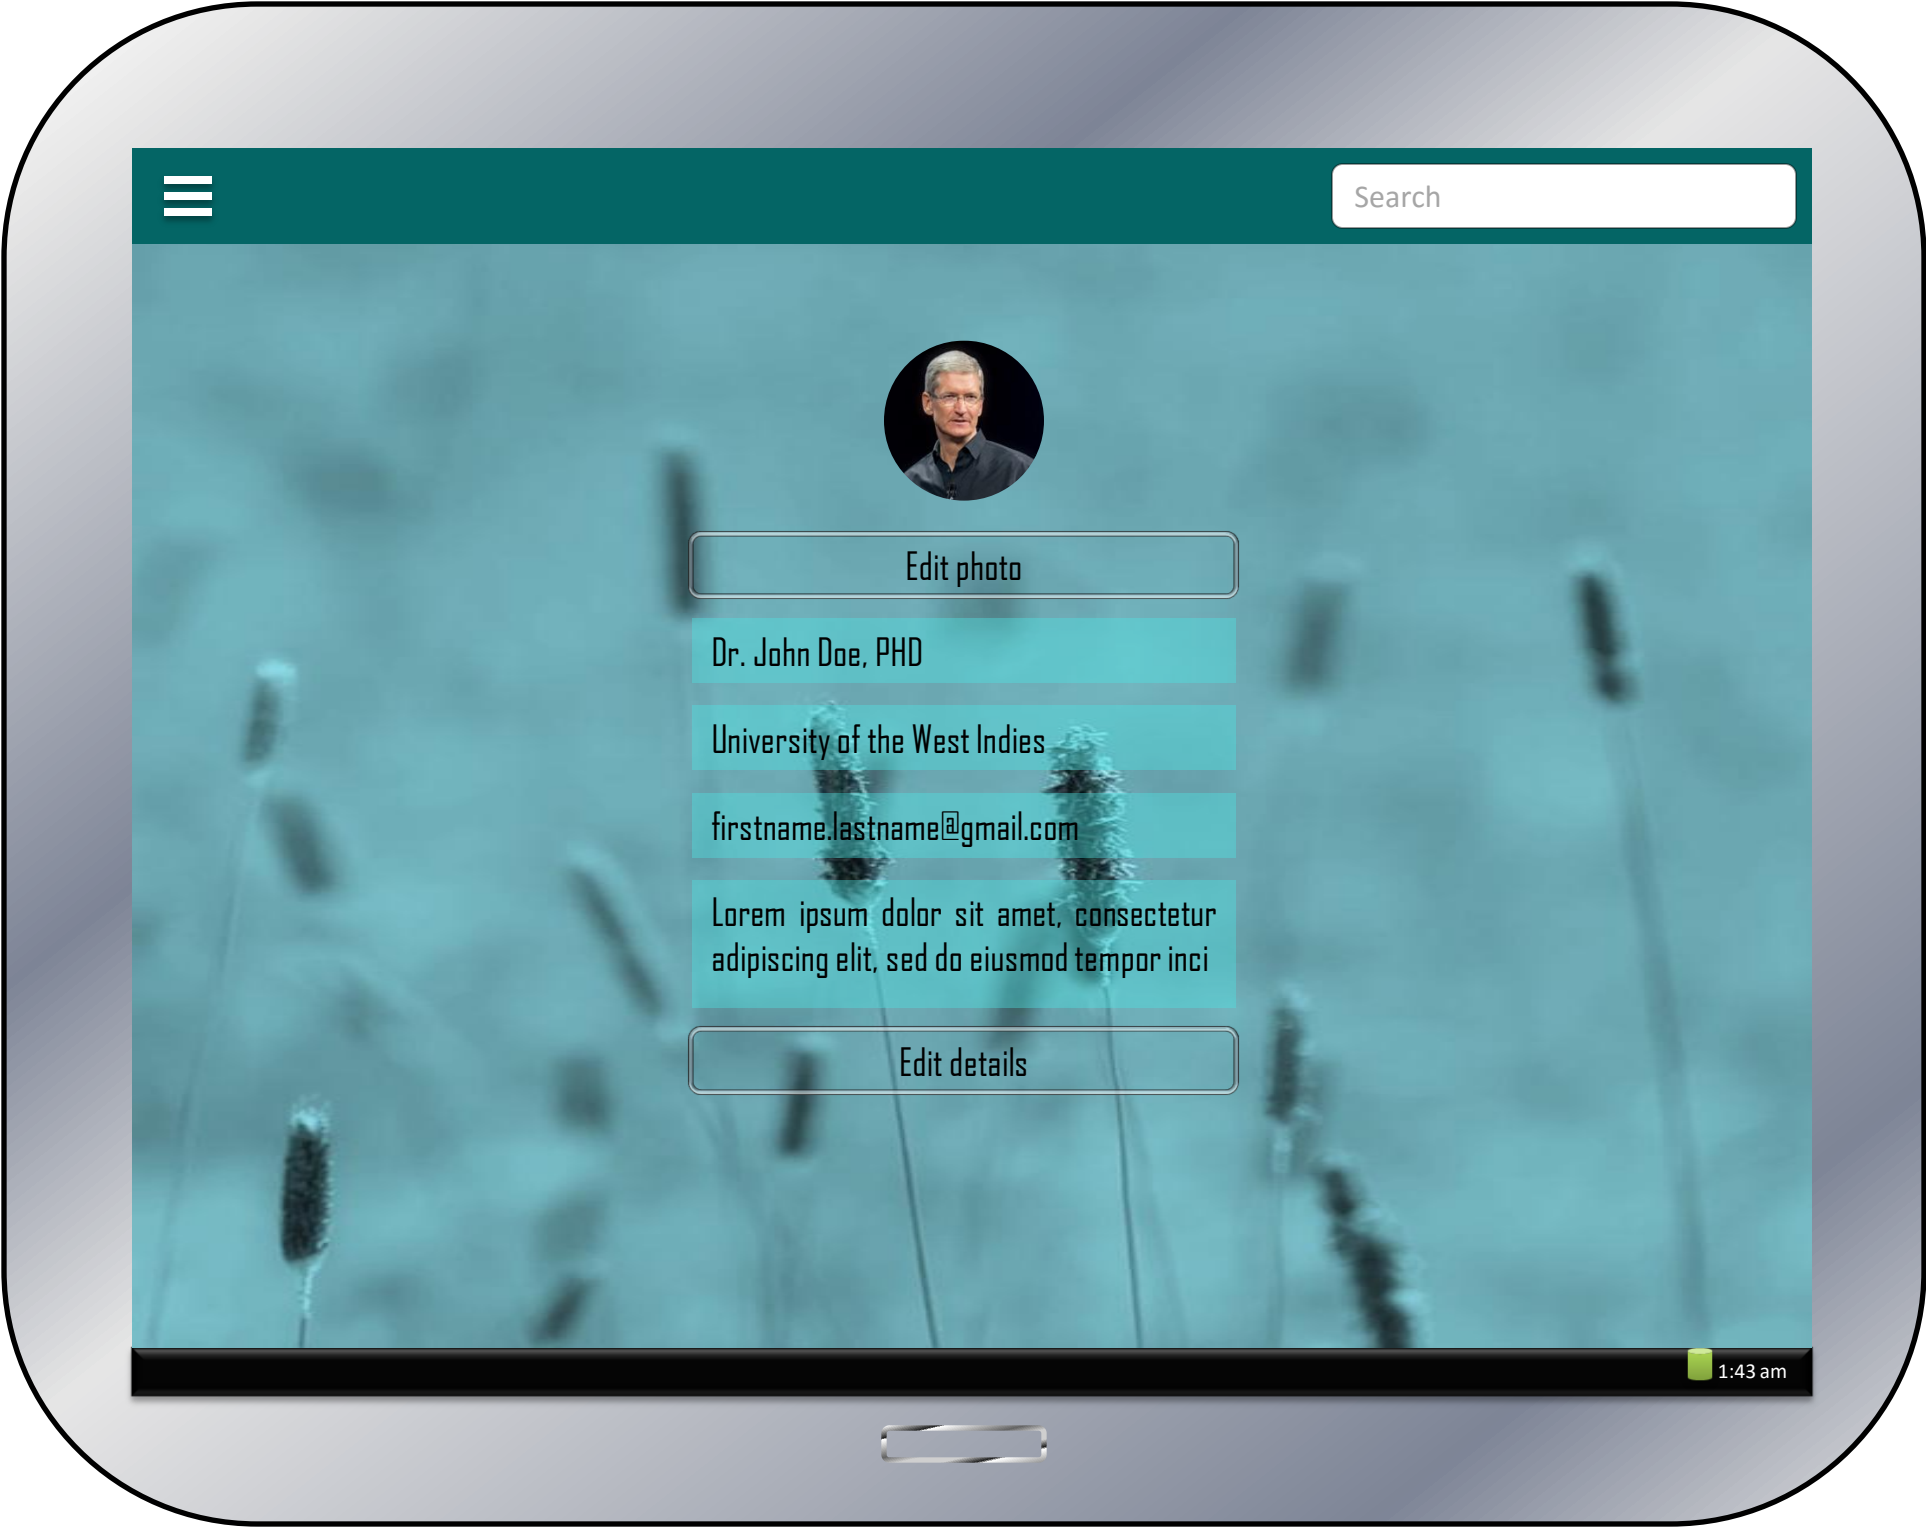 Search
Edit photo
Dr. John Doe, PHD
University of the West Indies
firstname.lastname@gmail.com
Lorem ipsum dolor sit amet, consectetur
adipiscing elit, sed do eiusmod tempor inci
Edit details
1:43 am